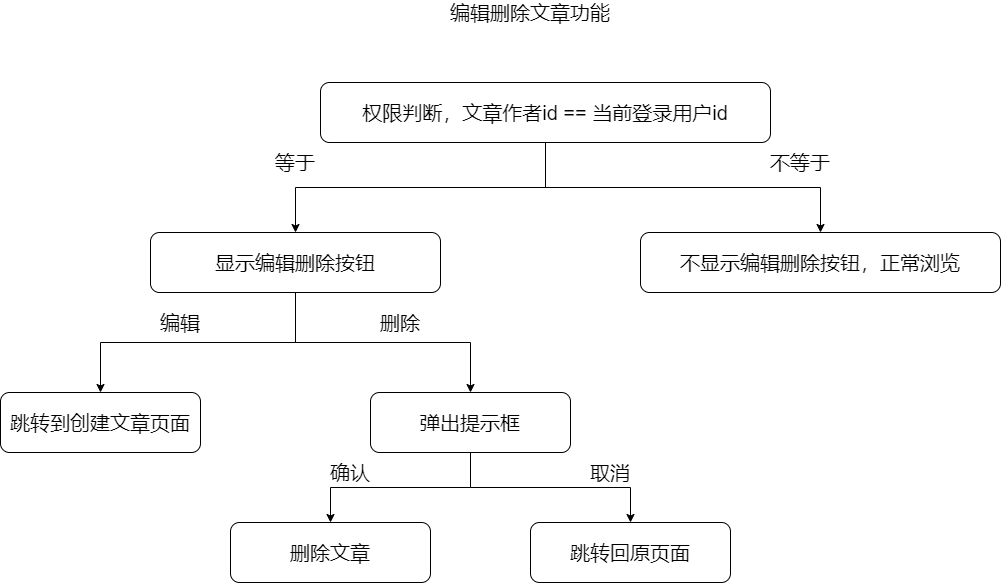 编辑删除文章功能
权限判断，文章作者id == 当前登录用户id
等于
不等于
显示编辑删除按钮
不显示编辑删除按钮，正常浏览
编辑
删除
跳转到创建文章页面
弹出提示框
确认
取消
删除文章
跳转回原页面